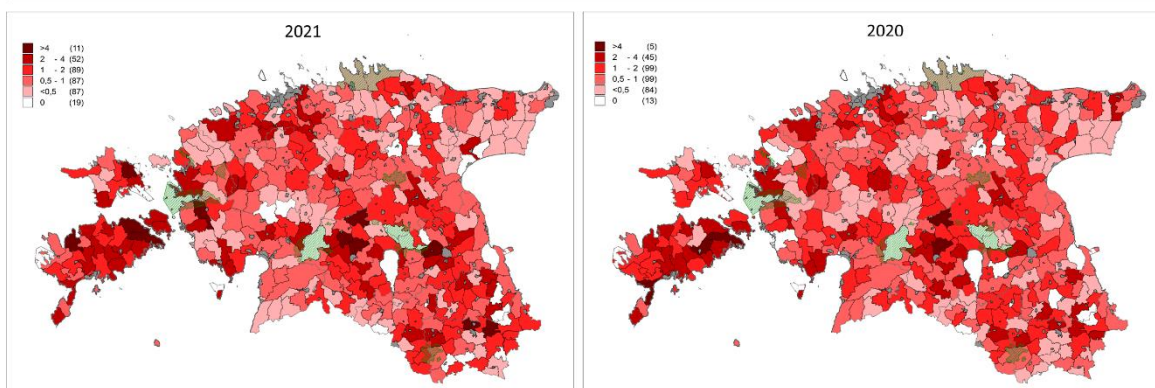 2021
>4 (11)
2 - 4 (52)
1 - 2 (89)
0,5 - 1 (87)
<0,5 (87)
0 (19)
2020
>4 (5)
2 - 4 (45)
1 - 2 (99)
0,5 - 1 (99)
<0,5 (84)
0 (13)